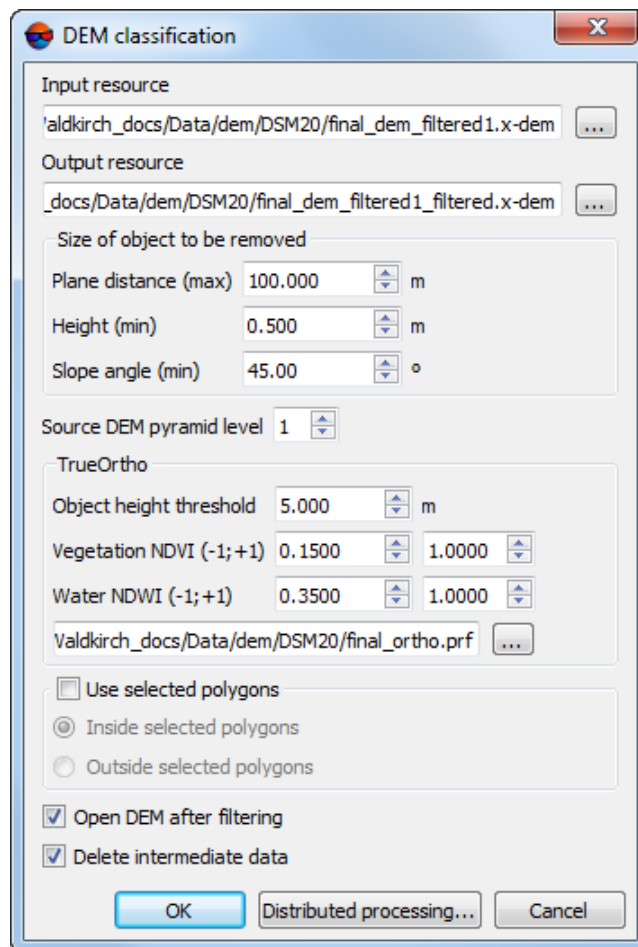 DEM classification
Input resource
/aldkirch_docs/Data/dem/DSM20/final_dem_filtered1.x-dem ...
Output resource
_docs/Data/dem/DSM20/final_dem_filtered1_filtered.x-dem ...
Size of object to be removed
Plane distance (max) 100.000 m
Height (min) 0.500 m
Slope angle (min) 45.00 °
Source DEM pyramid level 1
TrueOrtho
Object height threshold 5.000 m
Vegetation NDVI (-1;+1) 0.1500 1.0000
Water NDWI (-1;+1) 0.3500 1.0000
/aldkirch_docs/Data/dem/DSM20/final_ortho.prf ...
Use selected polygons
Inside selected polygons
Outside selected polygons
Open DEM after filtering
Delete intermediate data
OK Distributed processing... Cancel